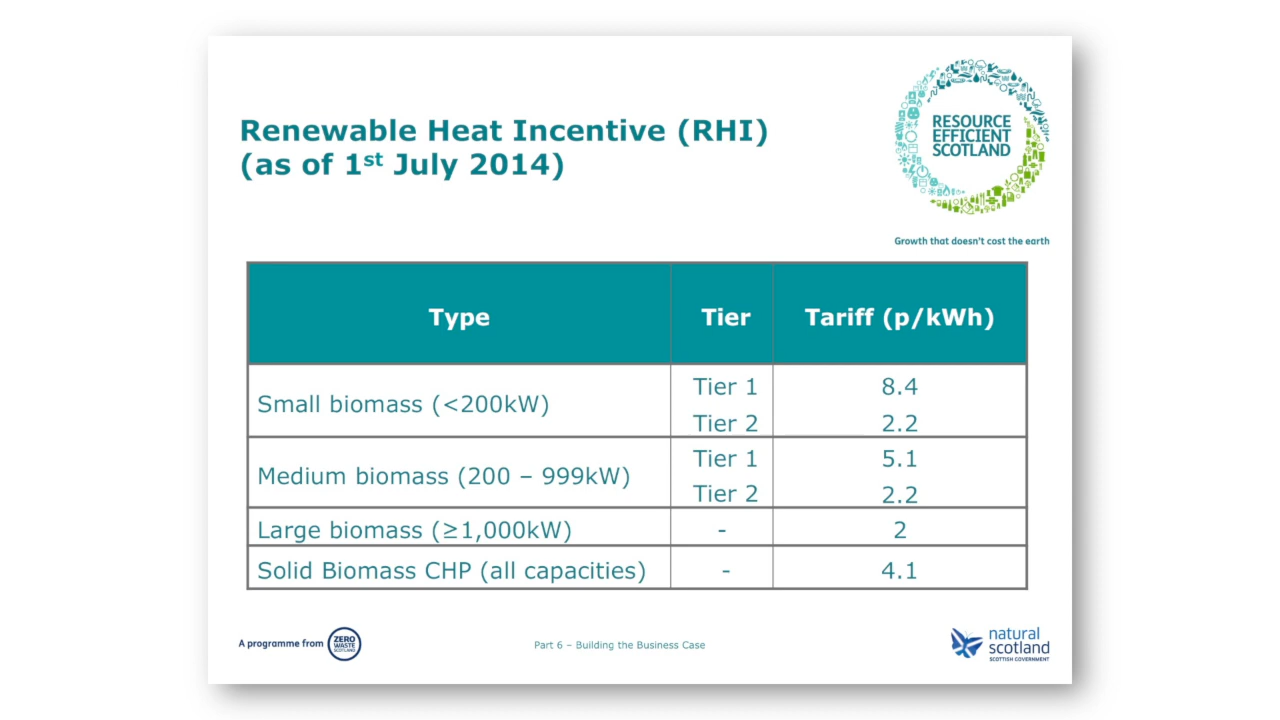 Renewable Heat Incentive (RHI)
(as of 1st July 2014)
RESOURCE
EFFICIENT
SCOTLAND
Growth that doesn't cost the earth
Type Tier Tariff (p/kWh)
Small biomass (<200kW) Tier 1 8.4
Tier 2 2.2
Medium biomass (200 – 999kW) Tier 1 5.1
Tier 2 2.2
Large biomass (≥1,000kW) - 2
Solid Biomass CHP (all capacities) - 4.1
A programme from
ZERO
WASTE
SCOTLAND
Part 6 – Building the Business Case
natural
scotland
SCOTTISH GOVERNMENT